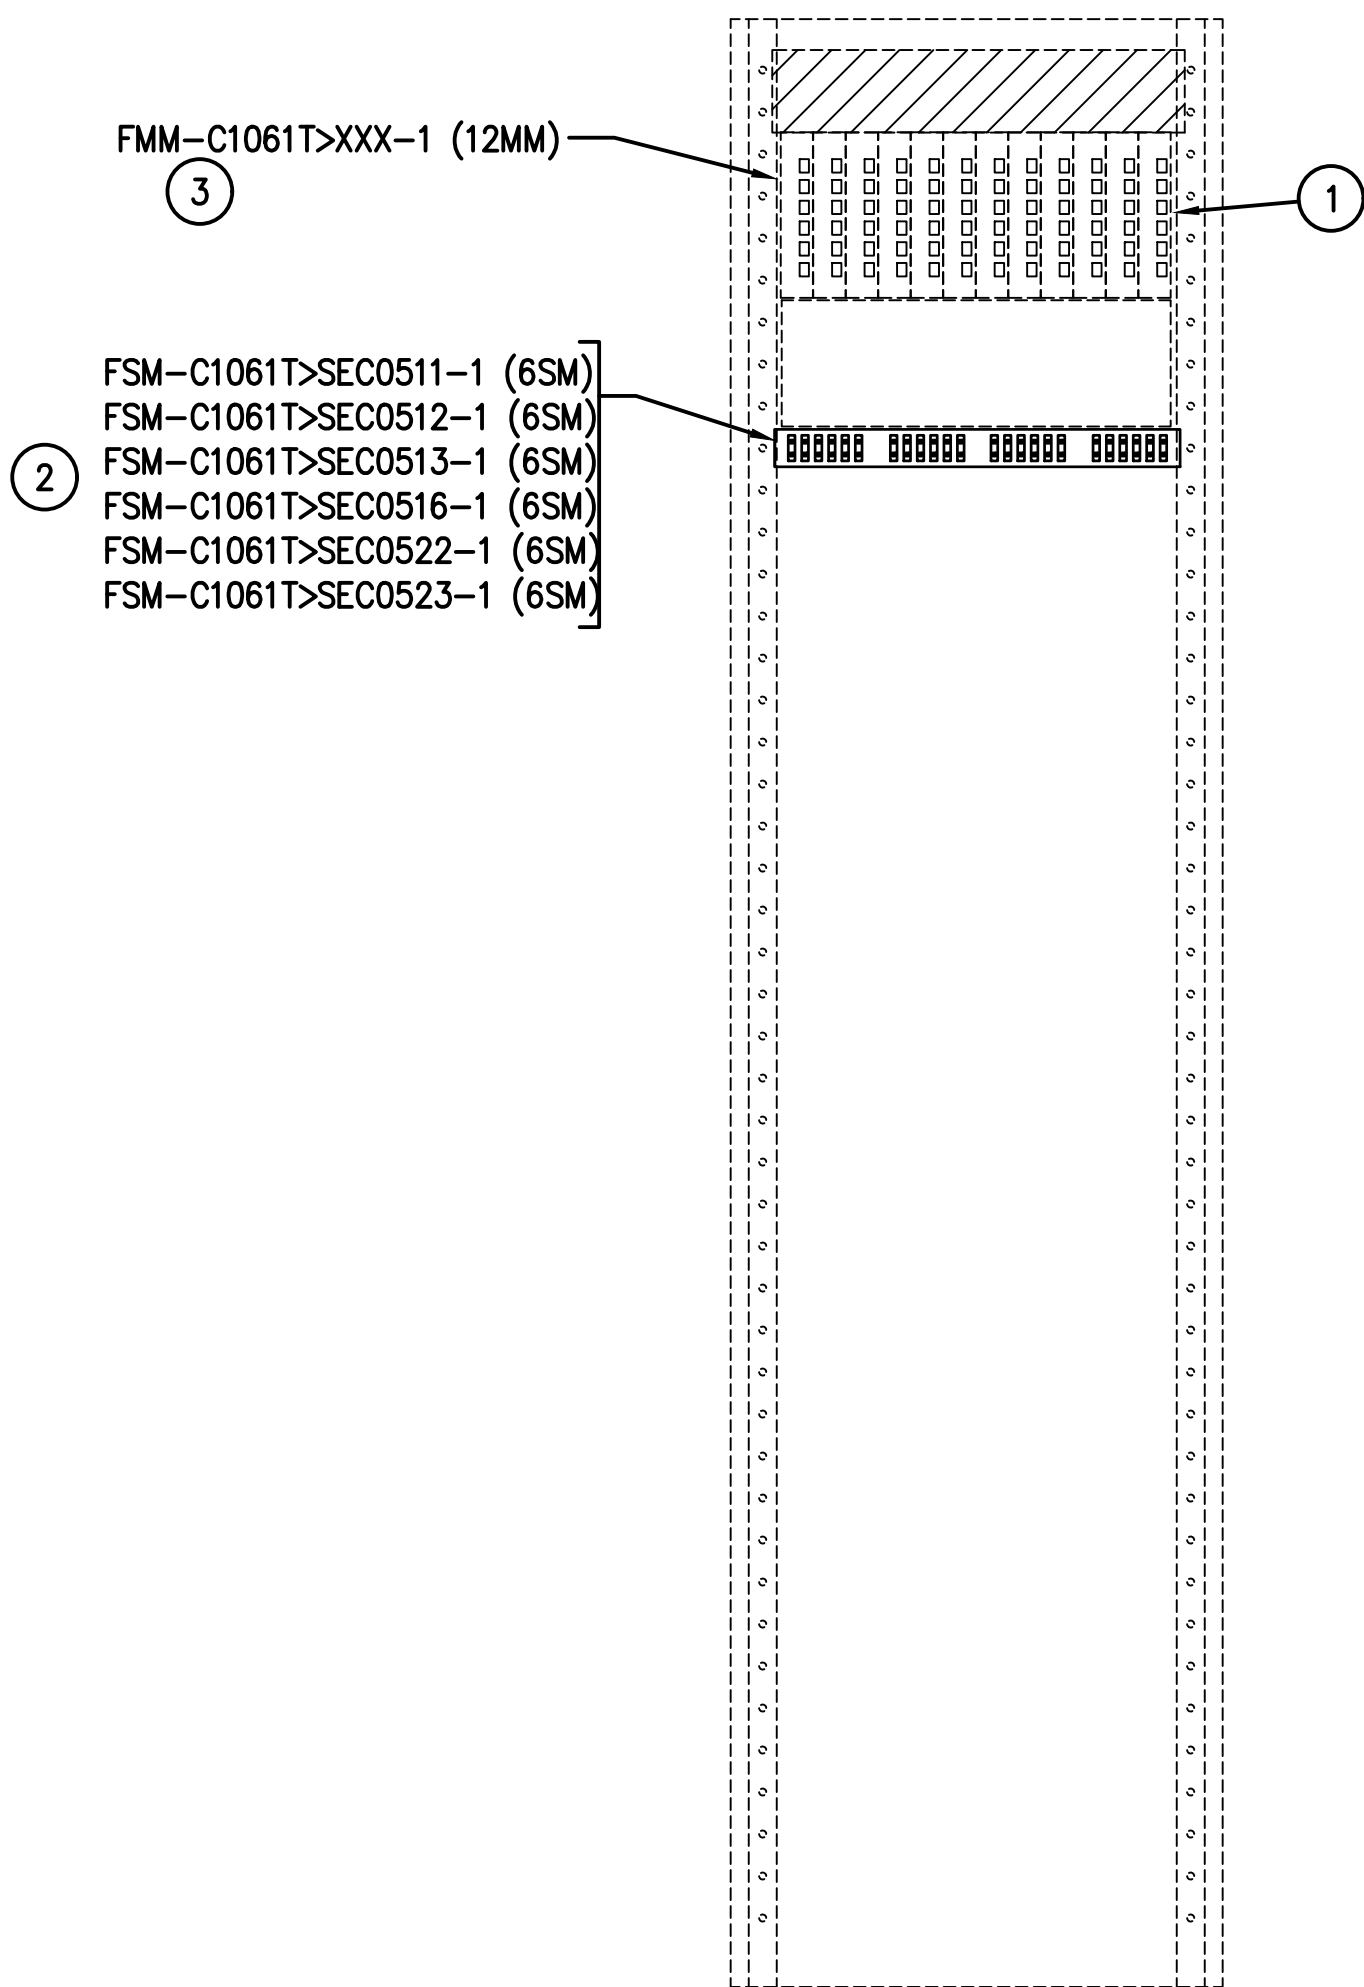 FMM-C1061T>XXX-1 (12MM)
3
1
FSM-C1061T>SEC0511-1 (6SM)
FSM-C1061T>SEC0512-1 (6SM)
FSM-C1061T>SEC0513-1 (6SM)
2
FSM-C1061T>SEC0516-1 (6SM)
FSM-C1061T>SEC0522-1 (6SM)
FSM-C1061T>SEC0523-1 (6SM)